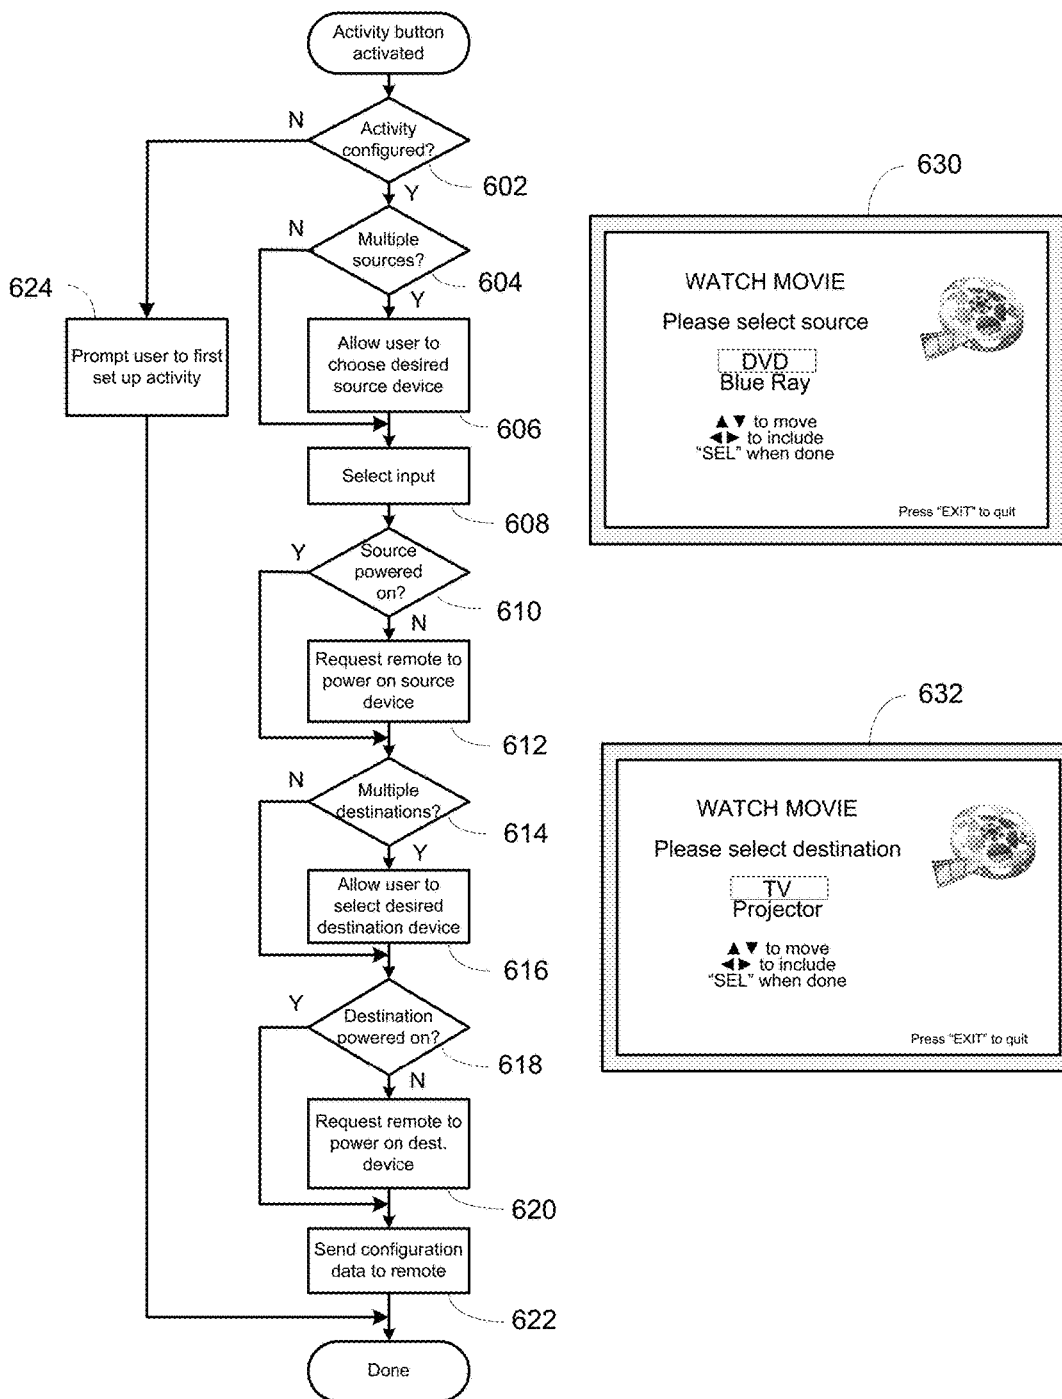 Activity button
activated
N
Activity
configured?
602
Y
N
Multiple
sources?
604
Y
624
Prompt user to first
set up activity
Allow user to
choose desired
source device
606
Select input
608
Y
Source
powered
on?
610
N
Request remote to
power on source
device
612
N
Multiple
destinations?
614
Y
Allow user to
select desired
destination device
616
Y
Destination
powered on?
618
N
Request remote to
power on dest.
device
620
Send configuration
data to remote
622
Done
630
WATCH MOVIE
Please select source
DVD
Blue Ray
▲▼ to move
◄► to include
"SEL" when done
Press "EXIT" to quit
632
WATCH MOVIE
Please select destination
TV
Projector
▲▼ to move
◄► to include
"SEL" when done
Press "EXIT" to quit